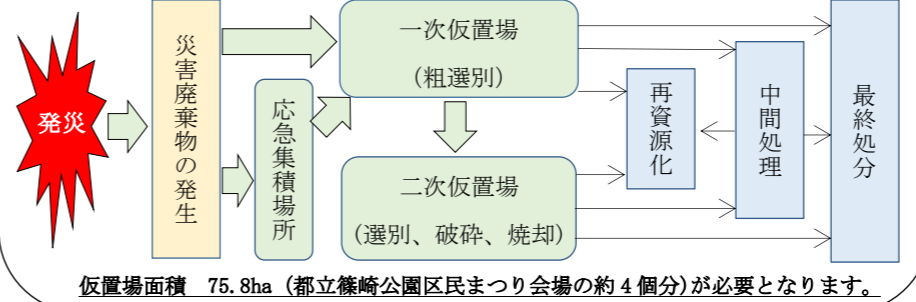 発災
災害廃棄物の発生
応急集積場所
一次仮置場
(粗選別)
二次仮置場
(選別、破砕、焼却)
再資源化
中間処理
最終処分
仮置場面積　75.8ha (都立篠崎公園区民まつり会場の約４個分)が必要となります。